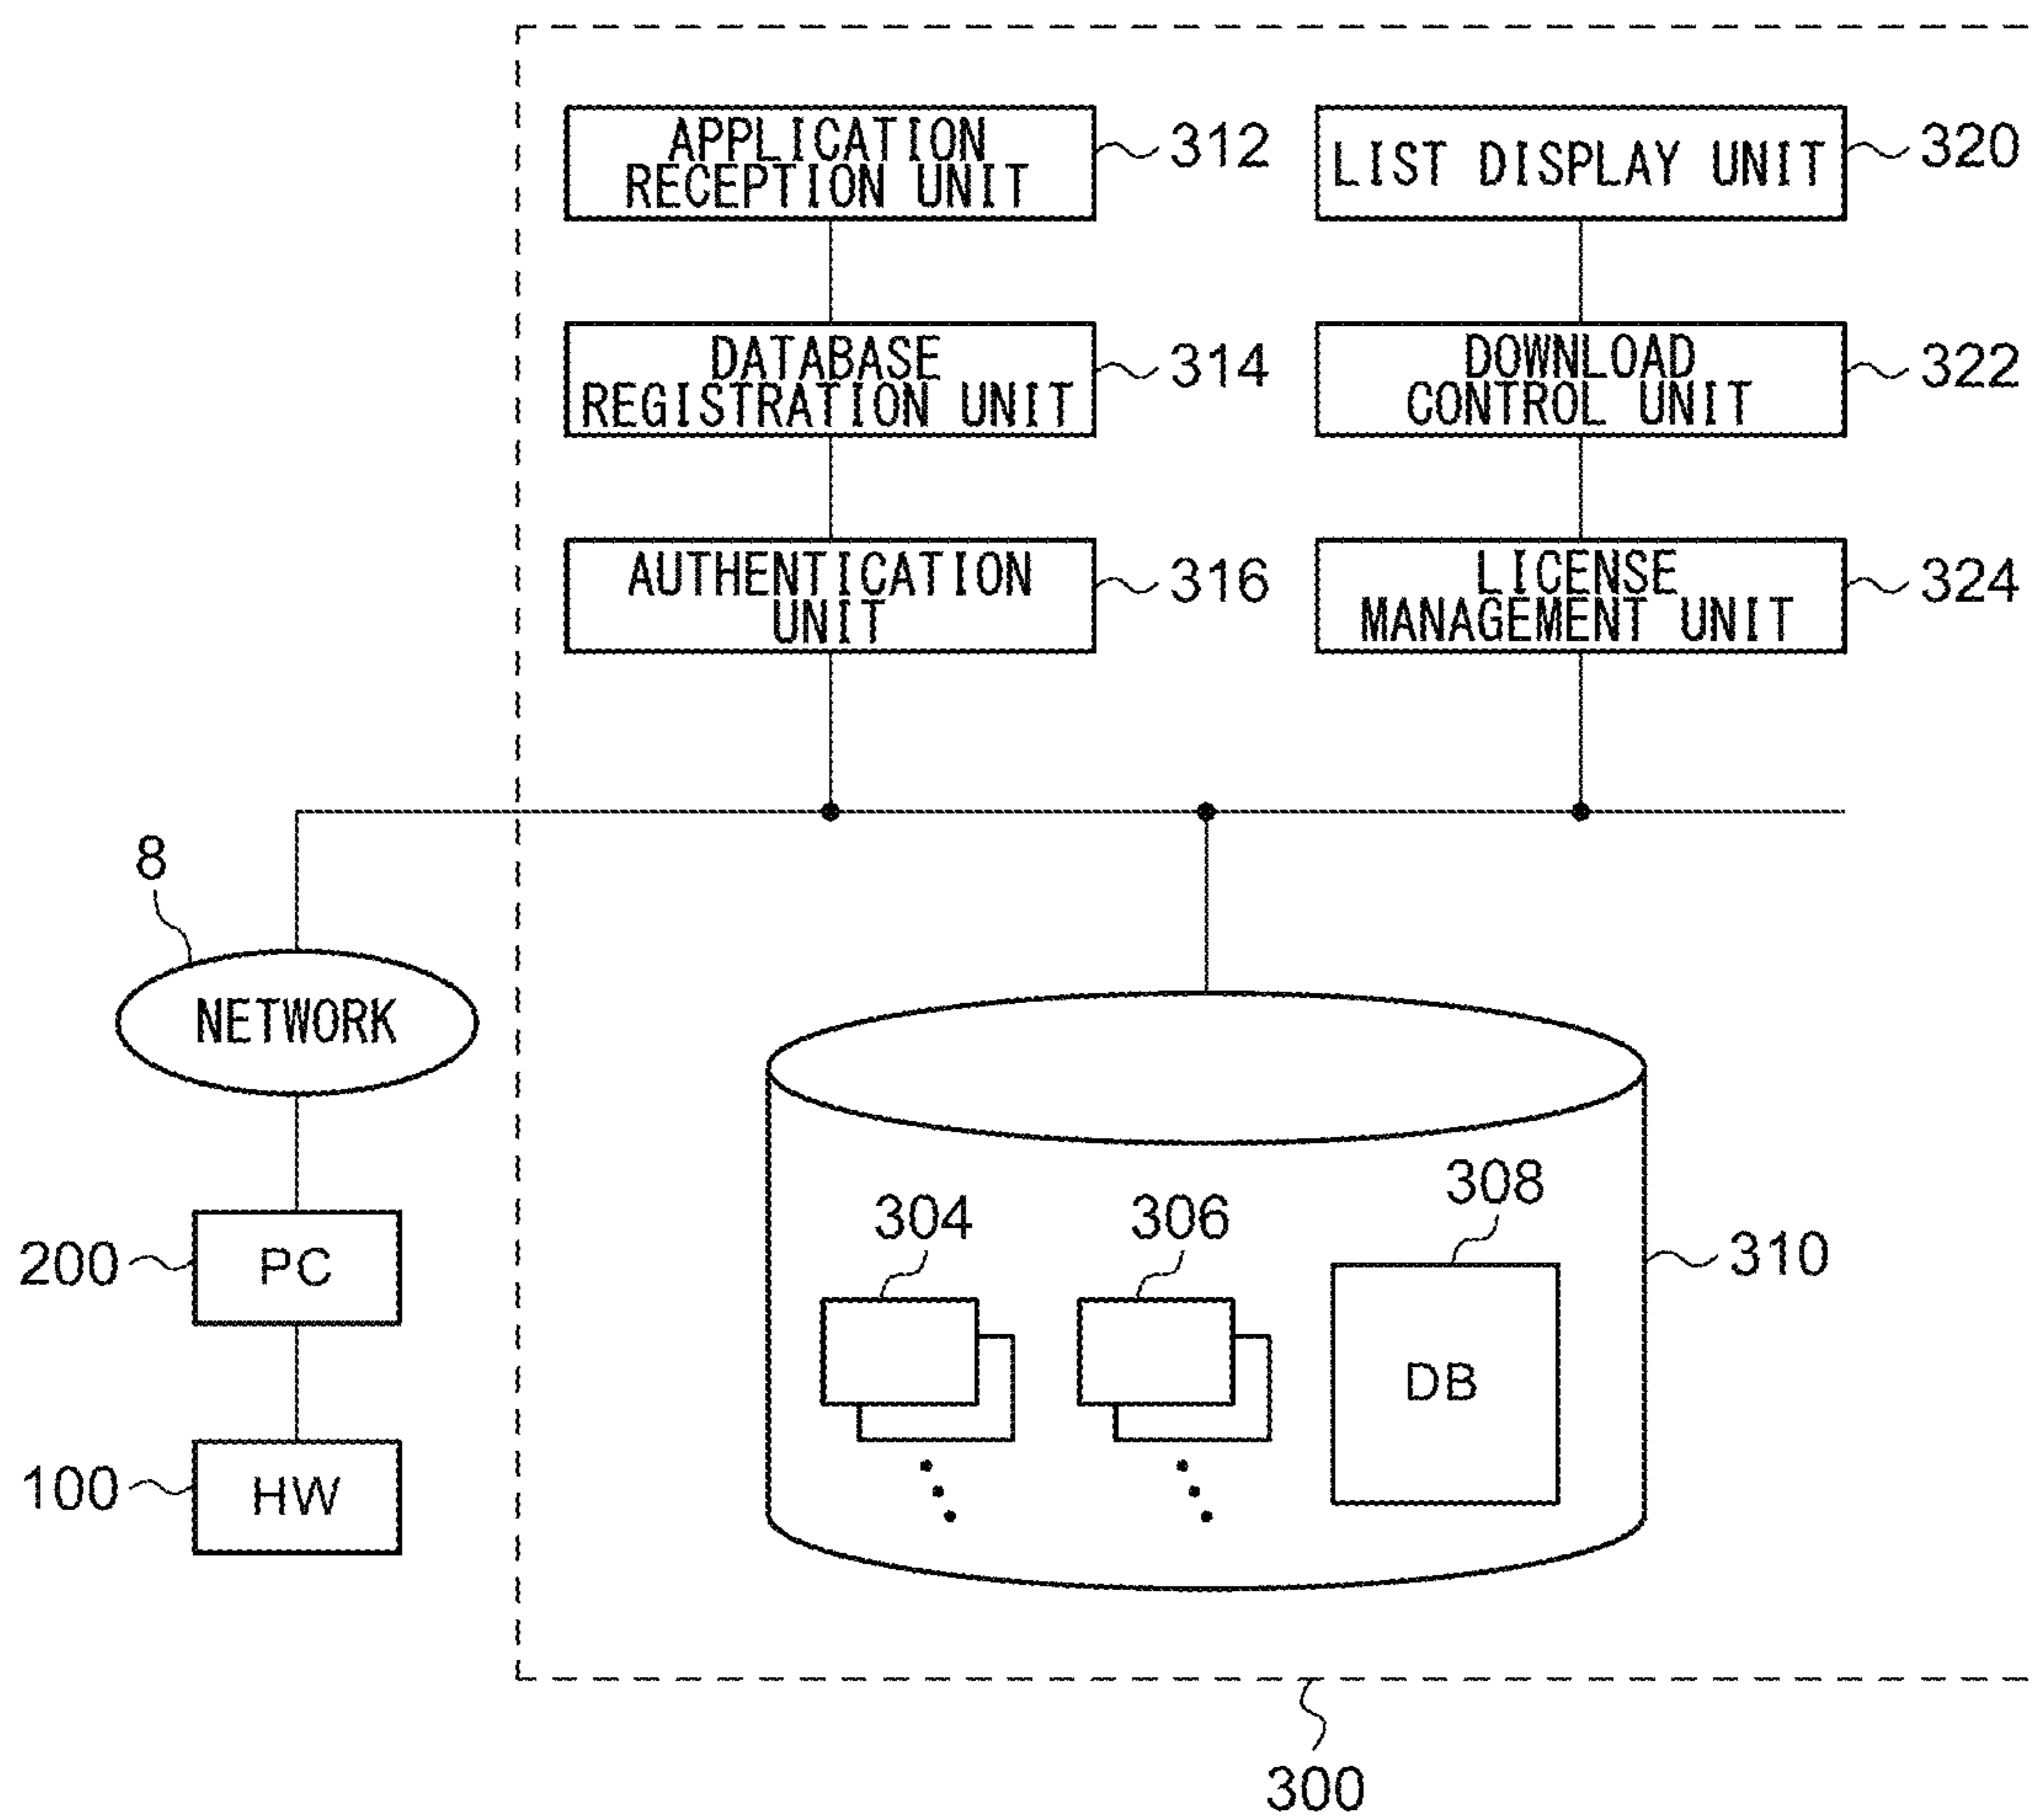 APPLICATION
RECEPTION UNIT
312
LIST DISPLAY UNIT
320
DATABASE
REGISTRATION UNIT
314
DOWNLOAD
CONTROL UNIT
322
AUTHENTICATION
UNIT
316
LICENSE
MANAGEMENT UNIT
324
8
NETWORK
200
PC
100
HW
304
306
308
DB
310
300